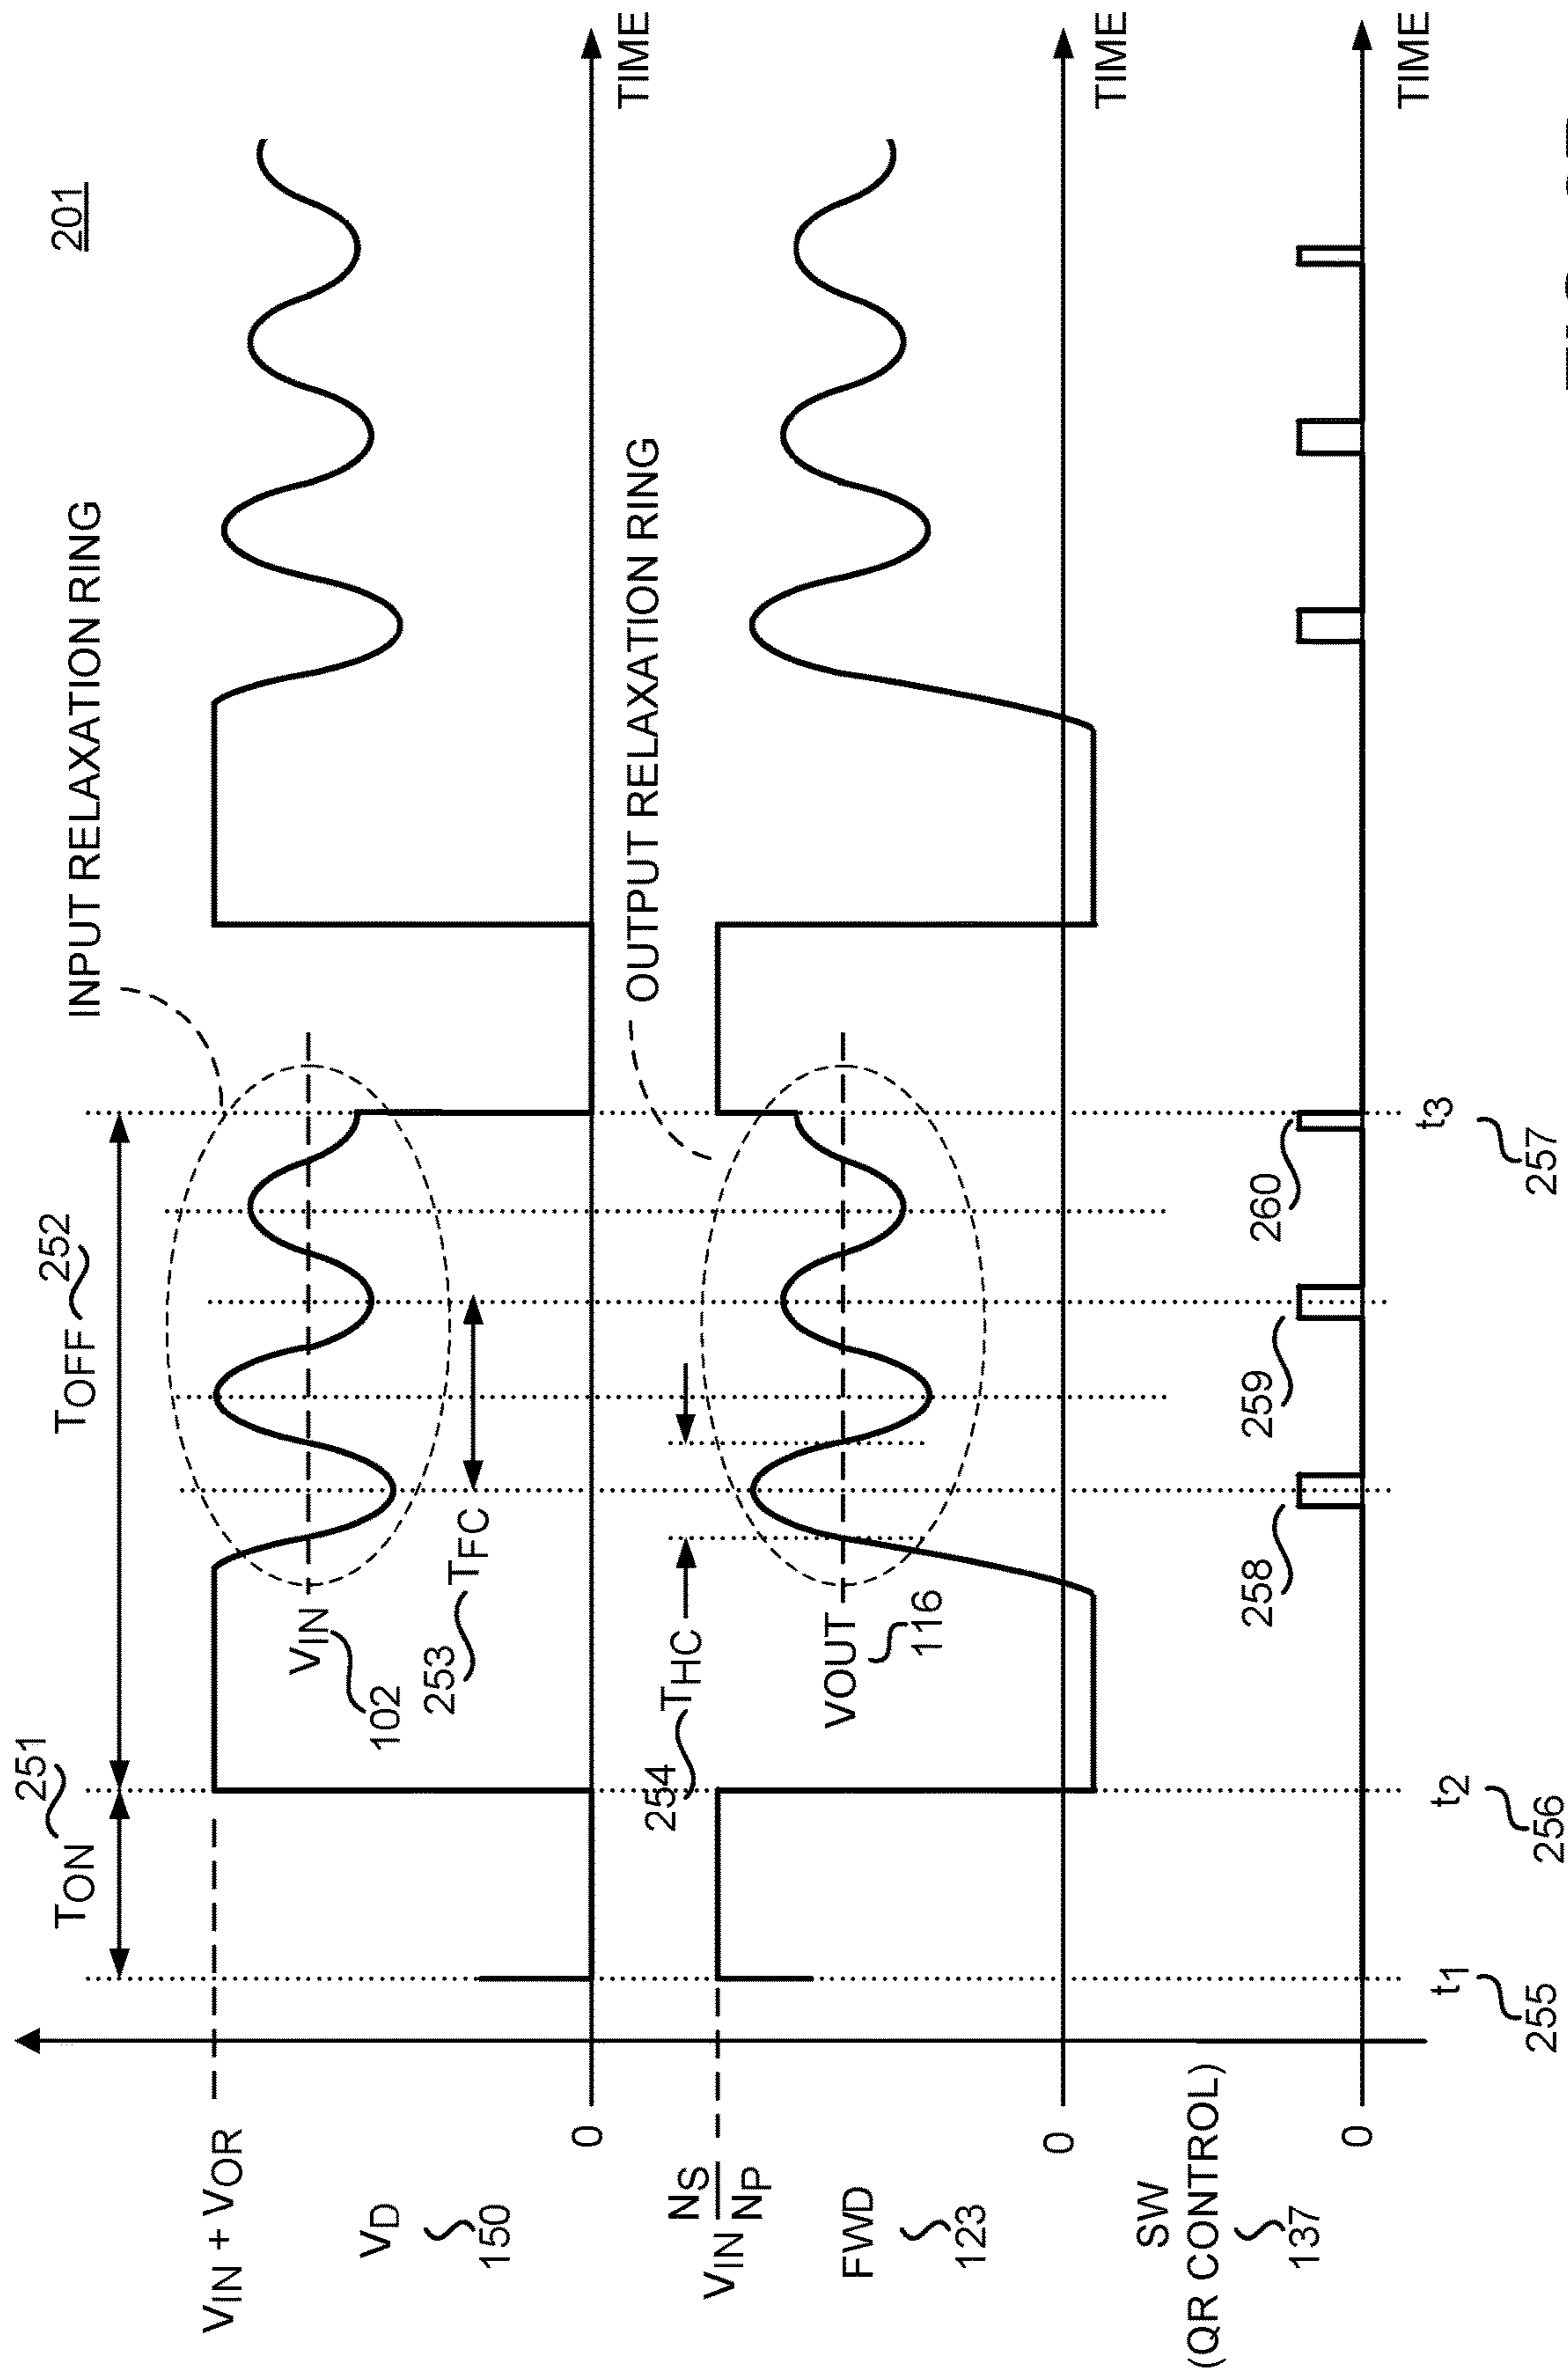 201
TON 251
TOFF 252
INPUT RELAXATION RING
VIN + VOR
VIN
102
253
TFC
VD
150
0
TIME
OUTPUT RELAXATION RING
VIN NS
NP
254
THC
VOUT
116
FWD
123
0
TIME
SW
(QR CONTROL)
137
258
259
260
0
TIME
t1
t2
t3
255
256
257